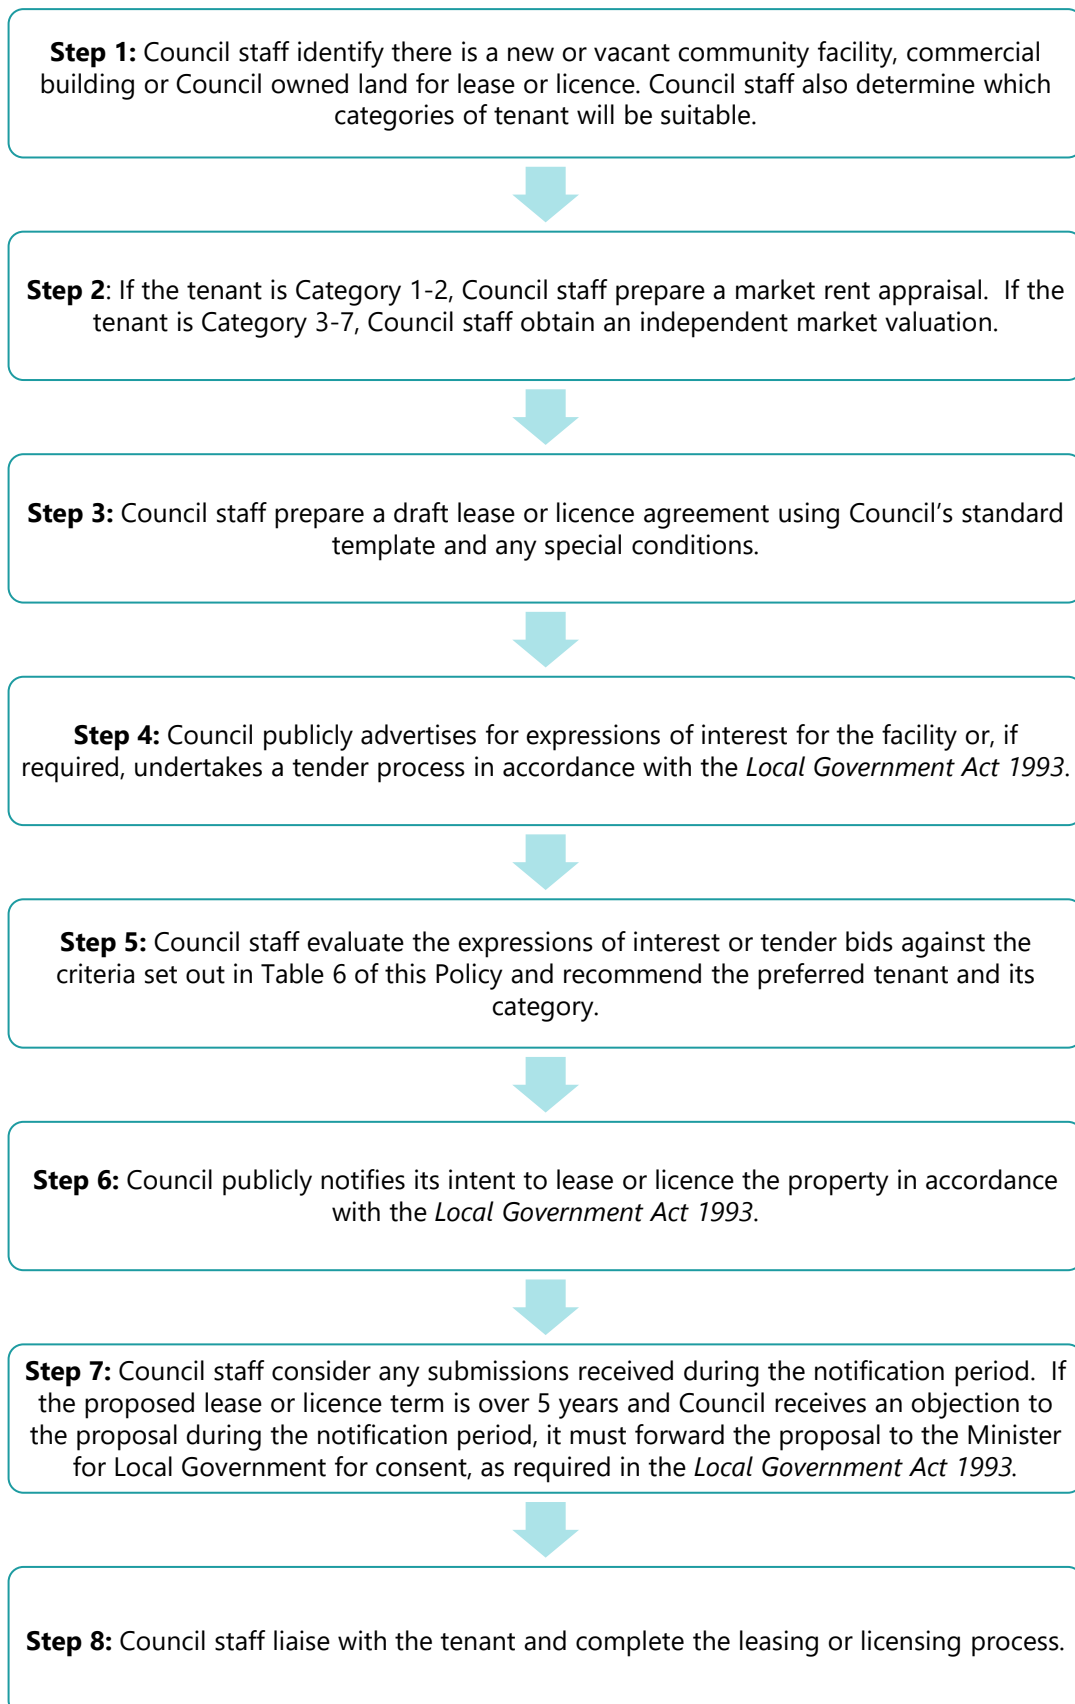 Step 1: Council staff identify there is a new or vacant community facility, commercial
building or Council owned land for lease or licence. Council staff also determine which
categories of tenant will be suitable.
Step 2: If the tenant is Category 1-2, Council staff prepare a market rent appraisal. If the
tenant is Category 3-7, Council staff obtain an independent market valuation.
Step 3: Council staff prepare a draft lease or licence agreement using Council’s standard
template and any special conditions.
Step 4: Council publicly advertises for expressions of interest for the facility or, if
required, undertakes a tender process in accordance with the Local Government Act 1993.
Step 5: Council staff evaluate the expressions of interest or tender bids against the
criteria set out in Table 6 of this Policy and recommend the preferred tenant and its
category.
Step 6: Council publicly notifies its intent to lease or licence the property in accordance
with the Local Government Act 1993.
Step 7: Council staff consider any submissions received during the notification period. If
the proposed lease or licence term is over 5 years and Council receives an objection to
the proposal during the notification period, it must forward the proposal to the Minister
for Local Government for consent, as required in the Local Government Act 1993.
Step 8: Council staff liaise with the tenant and complete the leasing or licensing process.